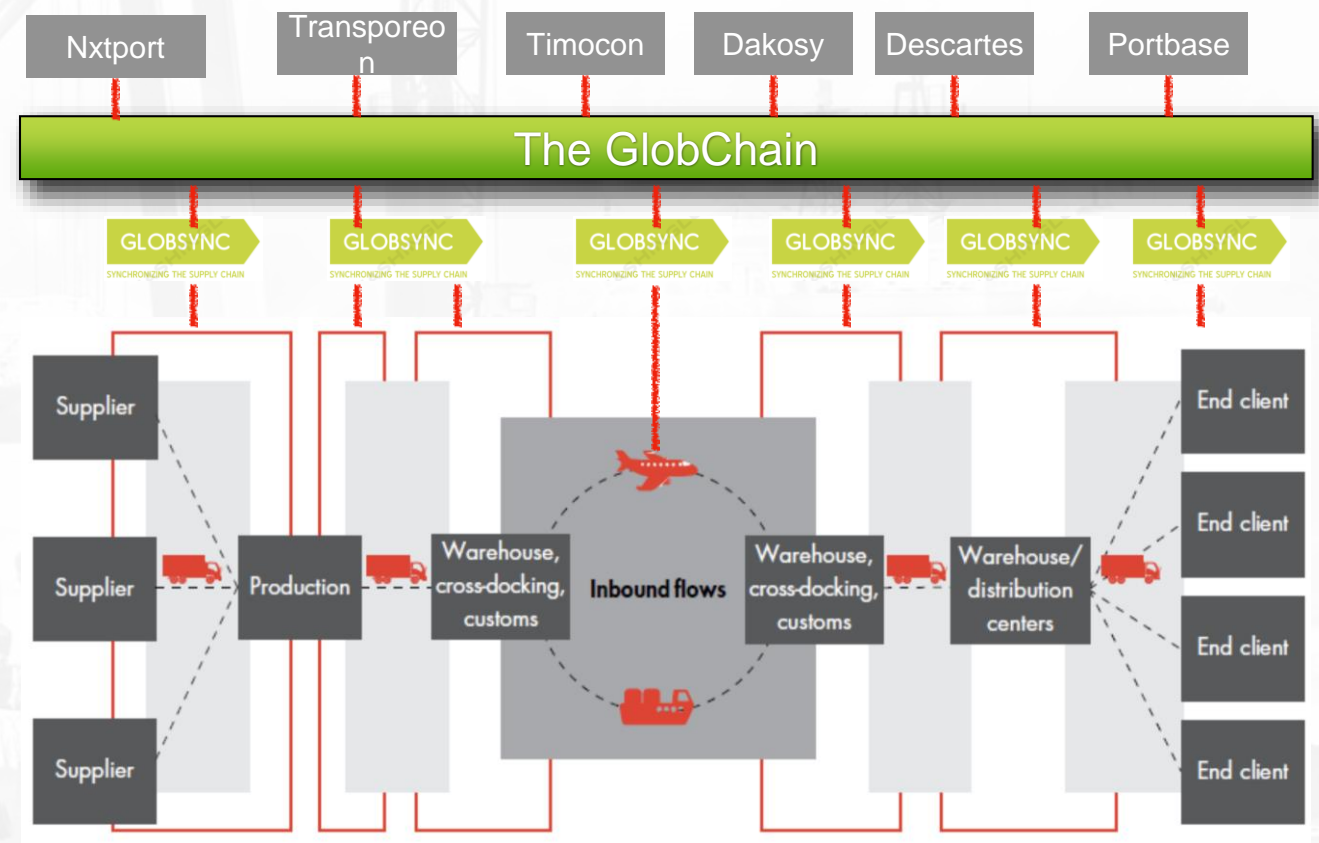 Nxtport
Transporeo
n
Timocon
Dakosy
Descartes
Portbase
The GlobChain
GLOBSYNC
SYNCHRONIZING THE SUPPLY CHAIN
GLOBSYNC
SYNCHRONIZING THE SUPPLY CHAIN
GLOBSYNC
SYNCHRONIZING THE SUPPLY CHAIN
GLOBSYNC
SYNCHRONIZING THE SUPPLY CHAIN
GLOBSYNC
SYNCHRONIZING THE SUPPLY CHAIN
GLOBSYNC
SYNCHRONIZING THE SUPPLY CHAIN
Supplier
Supplier
Supplier
Production
Warehouse,
cross-docking,
customs
Inbound flows
Warehouse,
cross-docking,
customs
Warehouse/
distribution
centers
End client
End client
End client
End client